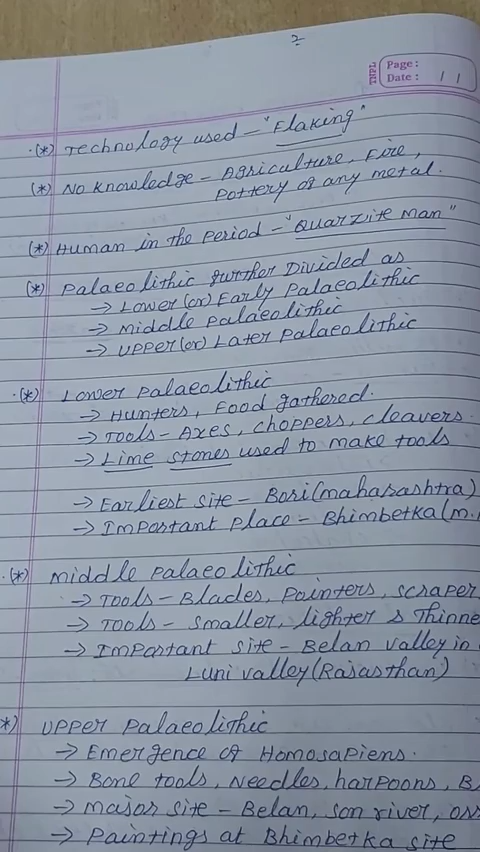 TNPL
Page :
Date : / /
(*) Technology used - "Flaking"
(*) No knowledge - Agriculture, Fire,
Pottery of any metal.
(*) Human in the period - "Quarzite man"
(*) Palaeolithic further Divided as
→ Lower (or) Early Palaeolithic
→ middle palaeolithic
→ upper (or) Later palaeolithic
(*) Lower palaeolithic
→ Hunters, Food gathered.
→ Tools - Axes, choppers, cleavers.
→ Lime stones used to make tools
→ Earliest site - Bori (maharashtra)
→ Important place - Bhimbetka (m.
(*) middle palaeolithic
→ Tools - Blades, Pointers, scraper
→ Tools - smaller, lighter & Thinne
→ Important site - Belan valley in
Luni valley (Rajasthan)
*) upper palaeolithic
→ Emergence of Homosapiens.
→ Bone tools, Needles, harpoons, B
→ major site - Belan, son river,
→ paintings at Bhimbetka site